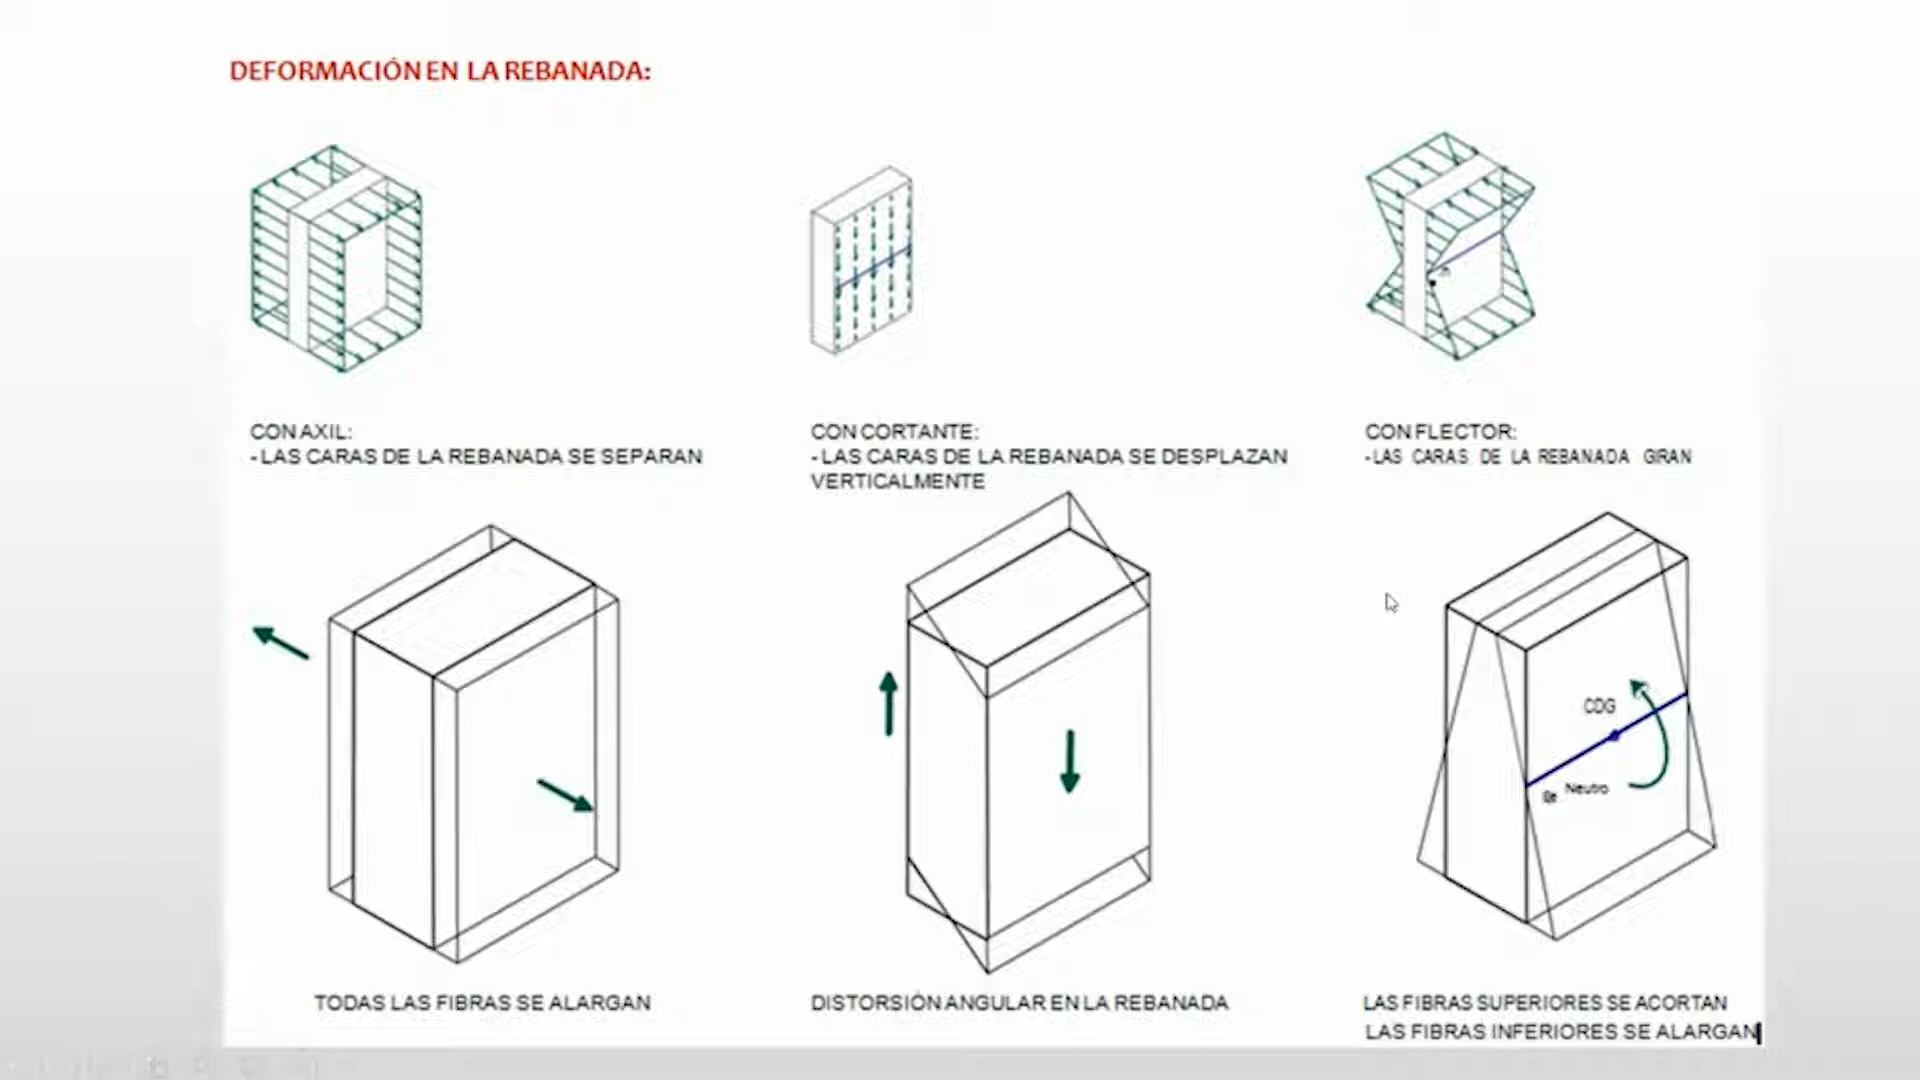 DEFORMACIÓN EN LA REBANADA:
CON AXIL:
- LAS CARAS DE LA REBANADA SE SEPARAN
CON CORTANTE:
- LAS CARAS DE LA REBANADA SE DESPLAZAN
VERTICALMENTE
CON FLECTOR:
- LAS CARAS DE LA REBANADA GIRAN
CDG
Neutro
TODAS LAS FIBRAS SE ALARGAN
DISTORSIÓN ANGULAR EN LA REBANADA
LAS FIBRAS SUPERIORES SE ACORTAN
LAS FIBRAS INFERIORES SE ALARGAN